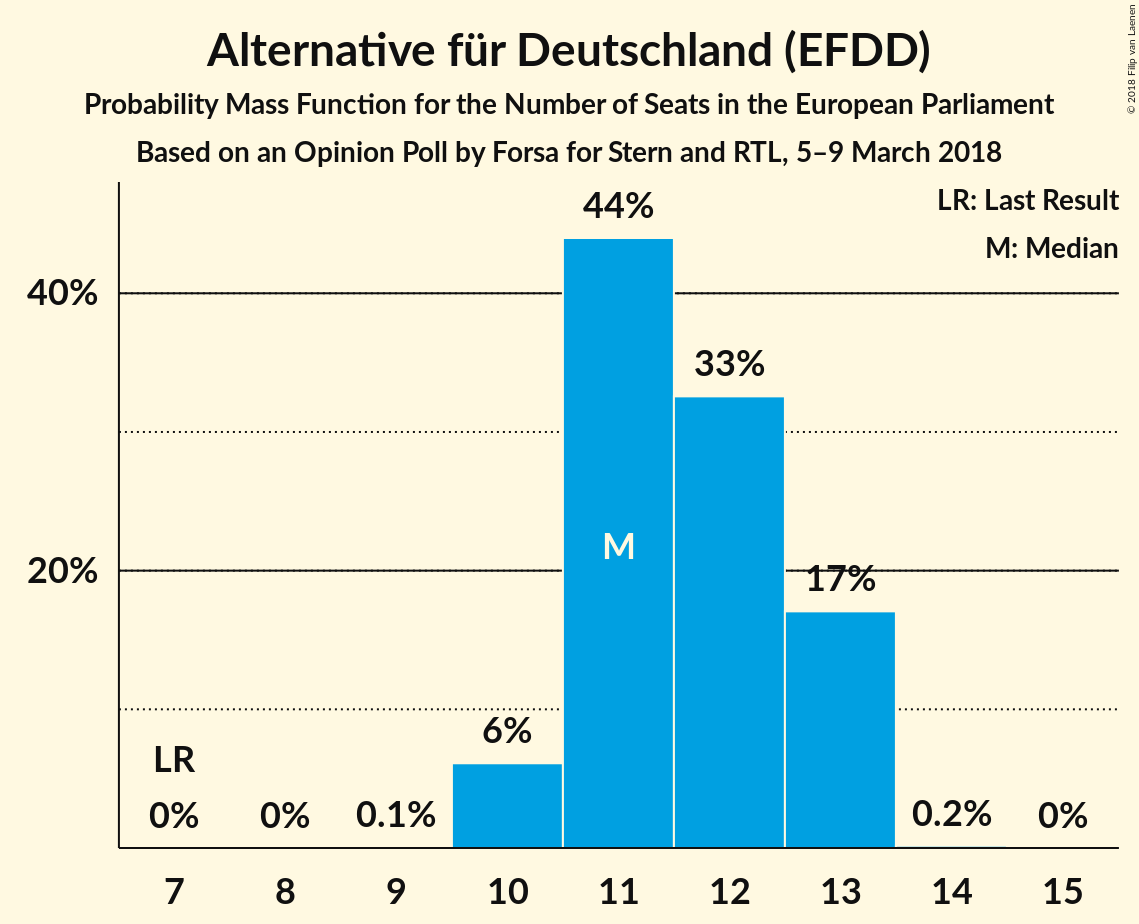 Alternative für Deutschland (EFDD)
Probability Mass Function for the Number of Seats in the European Parliament
Based on an Opinion Poll by Forsa for Stern and RTL, 5–9 March 2018
© 2018 Filip van Laenen
LR: Last Result
M: Median
44%
40%
33%
M
20%
17%
6%
LR
0% 0% 0.1% 0.2% 0%
7 8 9 10 11 12 13 14 15